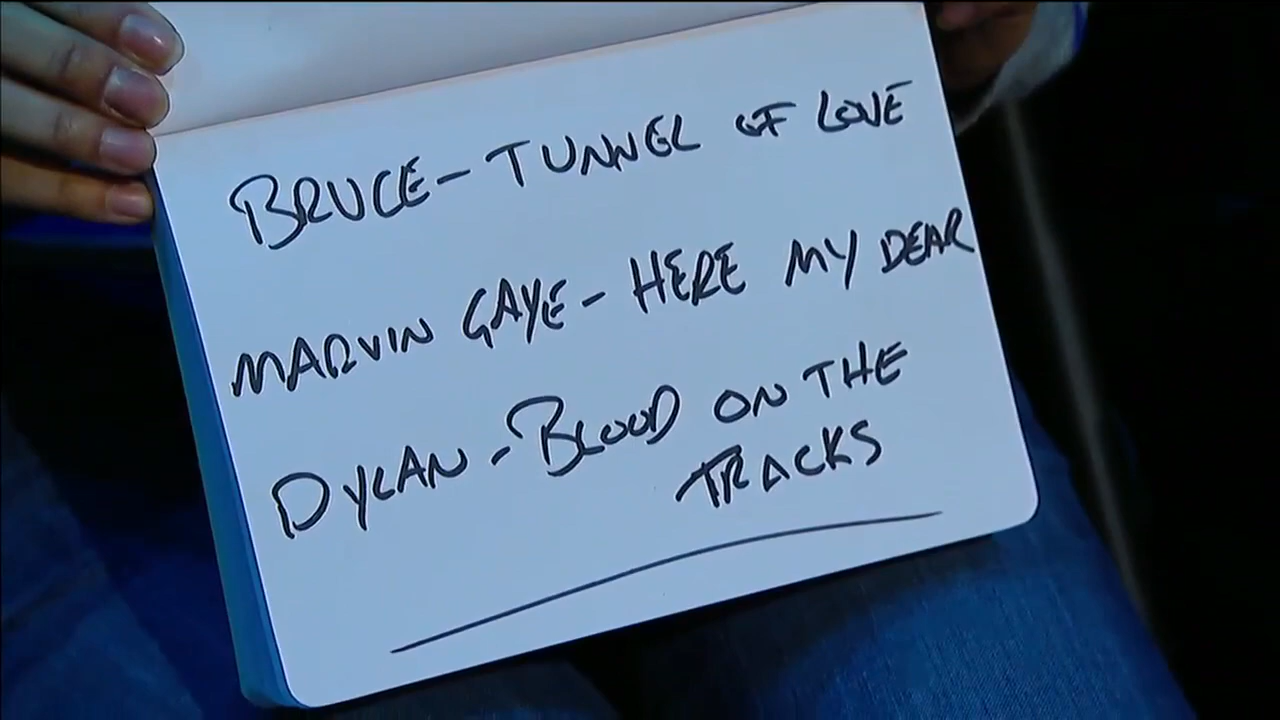 BRUCE - TUNNEL OF LOVE
MARVIN GAYE - HERE MY DEAR
DYLAN - BLOOD ON THE
TRACKS